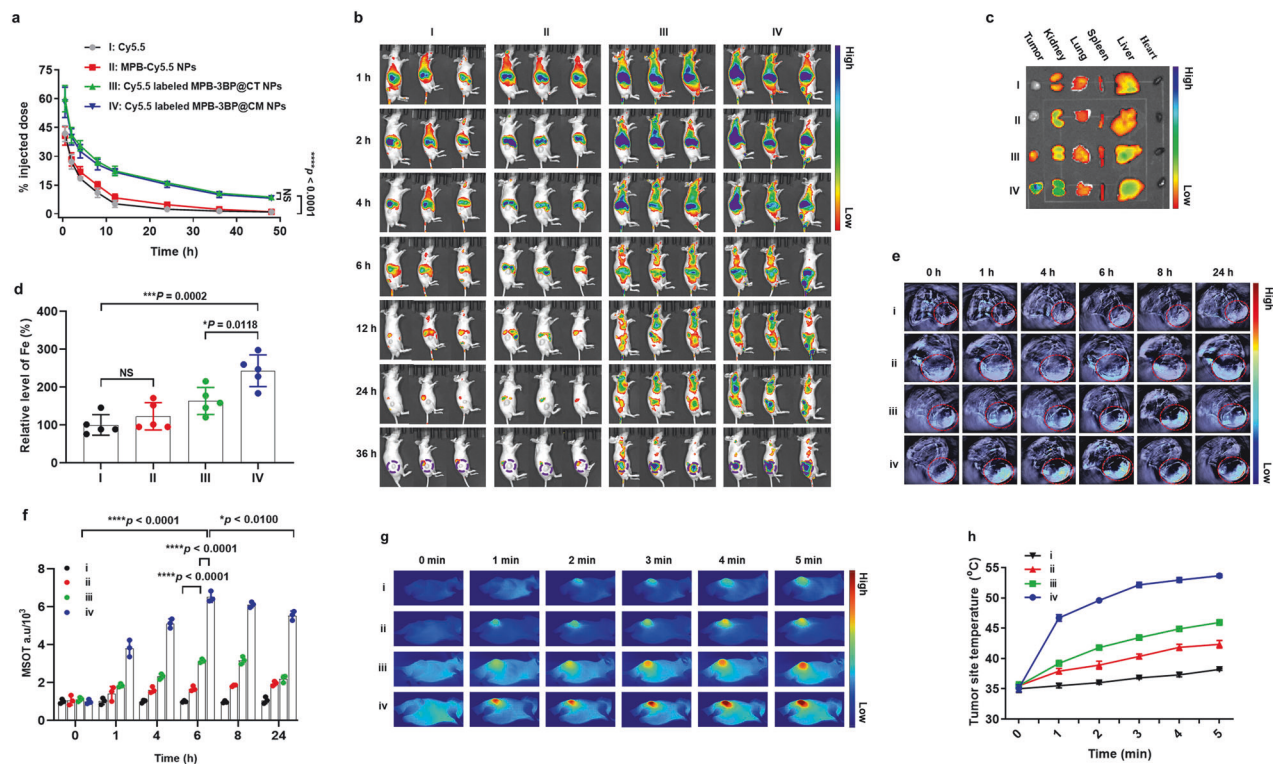 a
I: Cy5.5
II: MPB-Cy5.5 NPs
III: Cy5.5 labeled MPB-3BP@CT NPs
IV: Cy5.5 labeled MPB-3BP@CM NPs
% injected dose
75
60
45
30
15
0
0 10 20 30 40 50
Time (h)
NS
**** p < 0.0001
b
I II III IV
1 h
2 h
4 h
6 h
12 h
24 h
36 h
High
Low
c
Tumor
Kidney
Lung
Spleen
Liver
Heart
I
II
III
IV
High
Low
d
Relative level of Fe (%)
400
300
200
100
0
***P = 0.0002
*P = 0.0118
NS
I II III IV
e
0 h 1 h 4 h 6 h 8 h 24 h
i
ii
iii
iv
High
Low
f
MSOT a.u/10³
8
6
4
2
0
i
ii
iii
iv
****p < 0.0001
*p < 0.0100
****p < 0.0001
****p < 0.0001
0 1 4 6 8 24
Time (h)
g
0 min 1 min 2 min 3 min 4 min 5 min
i
ii
iii
iv
High
Low
h
Tumor site temperature (°C)
60
55
50
45
40
35
30
i
ii
iii
iv
0 1 2 3 4 5
Time (min)